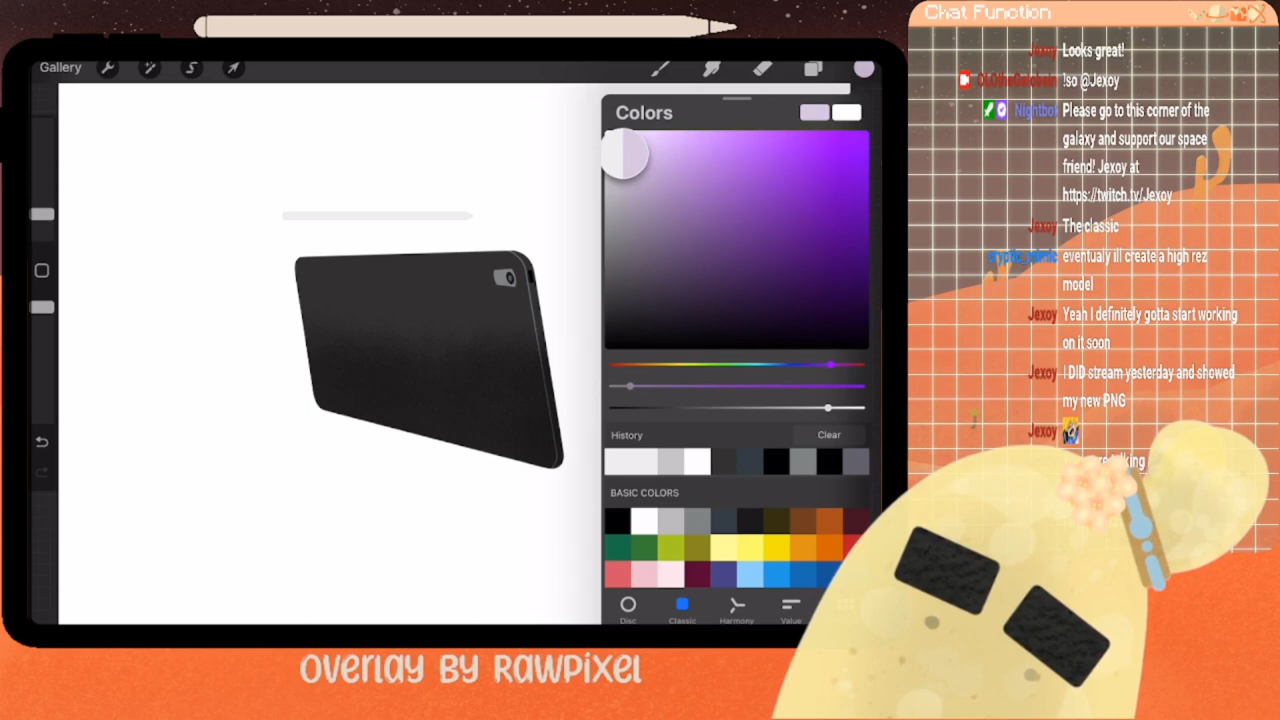 Chat Function
Gallery
Colors
Jexoy Looks great!
!so @Jexoy
Nightbot Please go to this corner of the
galaxy and support our space
friend! Jexoy at
https://twitch.tv/Jexoy
Jexoy The classic
eventualy ill create a high rez
model
Jexoy Yeah I definitely gotta start working
on it soon
Jexoy I DID stream yesterday and showed
my new PNG
Jexoy
talking
History Clear
BASIC COLORS
Disc Classic Harmony Value
Overlay by Rawpixel